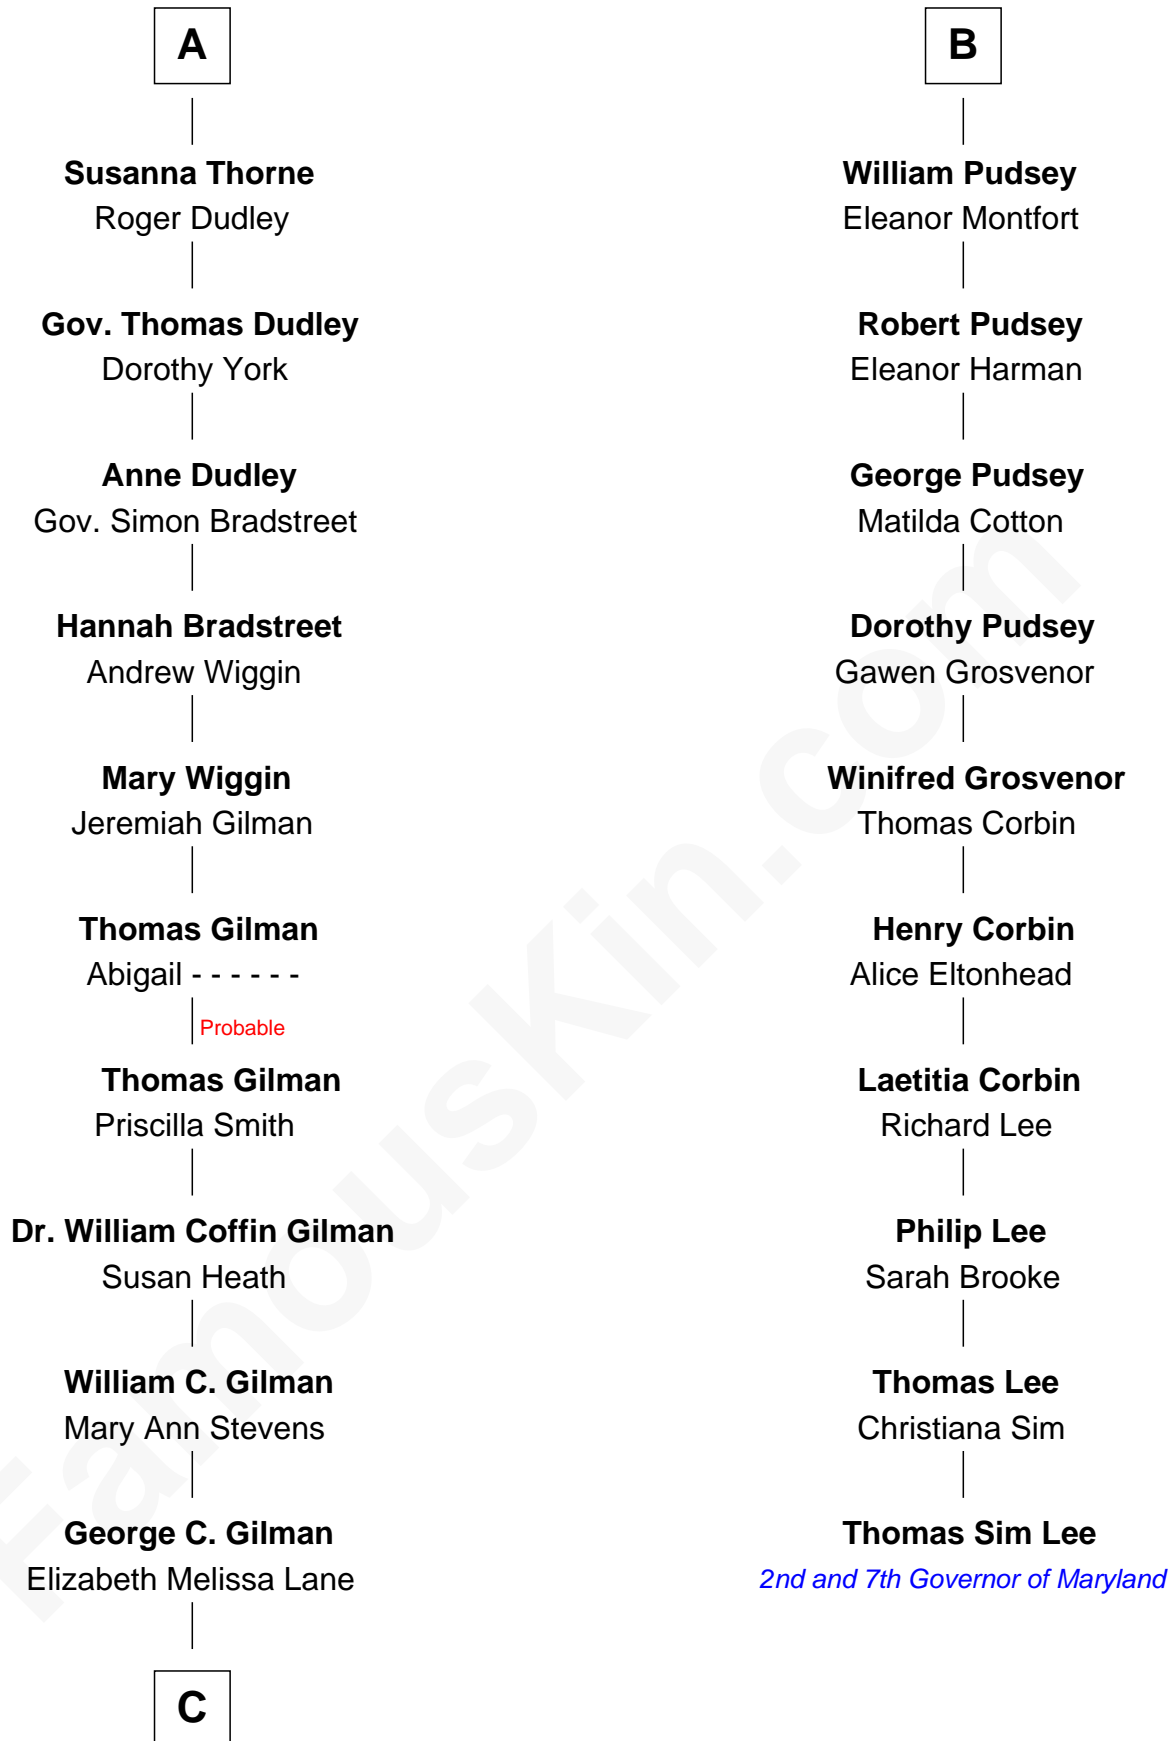 A
Susanna Thorne
Roger Dudley
Gov. Thomas Dudley
Dorothy York
Anne Dudley
Gov. Simon Bradstreet
Hannah Bradstreet
Andrew Wiggin
Mary Wiggin
Jeremiah Gilman
Thomas Gilman
Abigail - - - - - -
Probable
Thomas Gilman
Priscilla Smith
Dr. William Coffin Gilman
Susan Heath
William C. Gilman
Mary Ann Stevens
George C. Gilman
Elizabeth Melissa Lane
C
B
William Pudsey
Eleanor Montfort
Robert Pudsey
Eleanor Harman
George Pudsey
Matilda Cotton
Dorothy Pudsey
Gawen Grosvenor
Winifred Grosvenor
Thomas Corbin
Henry Corbin
Alice Eltonhead
Laetitia Corbin
Richard Lee
Philip Lee
Sarah Brooke
Thomas Lee
Christiana Sim
Thomas Sim Lee
2nd and 7th Governor of Maryland
FamousKin.com